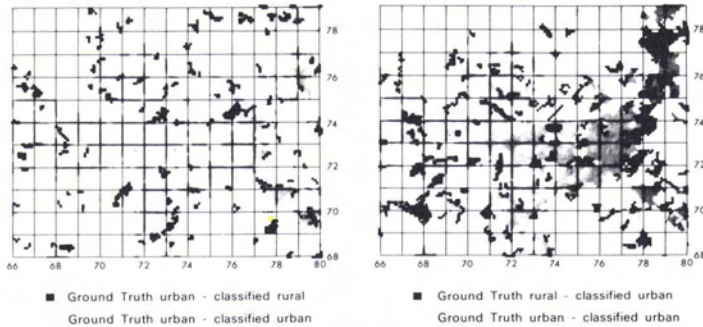 78
76
74
72
70
68
66 68 70 72 74 76 78 80
■ Ground Truth urban - classified rural
Ground Truth urban - classified urban
78
76
74
72
70
68
66 68 70 72 74 76 78 80
■ Ground Truth rural - classified urban
Ground Truth urban - classified urban